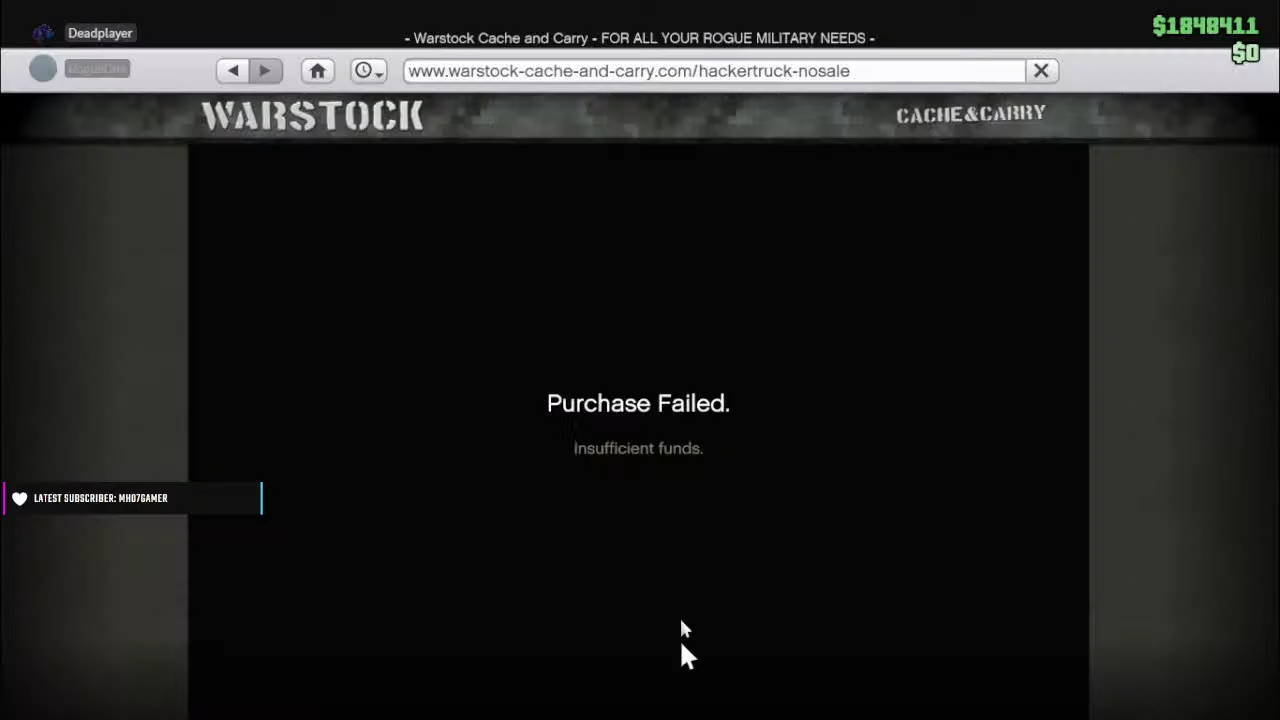 Deadplayer
- Warstock Cache and Carry - FOR ALL YOUR ROGUE MILITARY NEEDS -
$1848411
$0
RogueOne
www.warstock-cache-and-carry.com/hackertruck-nosale
WARSTOCK
CACHE&CARRY
Purchase Failed.
Insufficient funds.
LATEST SUBSCRIBER: MH07GAMER